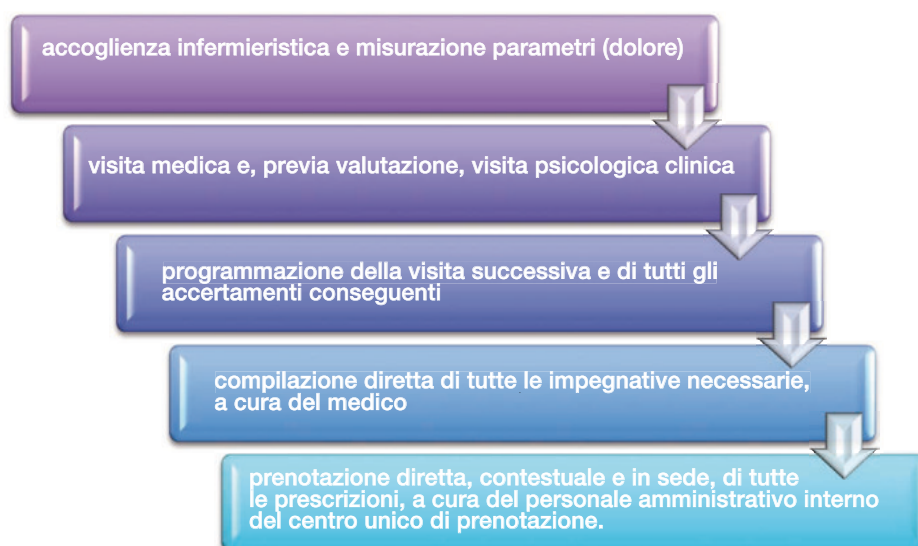 accoglienza infermieristica e misurazione parametri (dolore)
visita medica e, previa valutazione, visita psicologica clinica
programmazione della visita successiva e di tutti gli
accertamenti conseguenti
compilazione diretta di tutte le impegnative necessarie,
a cura del medico
prenotazione diretta, contestuale e in sede, di tutte
le prescrizioni, a cura del personale amministrativo interno
del centro unico di prenotazione.